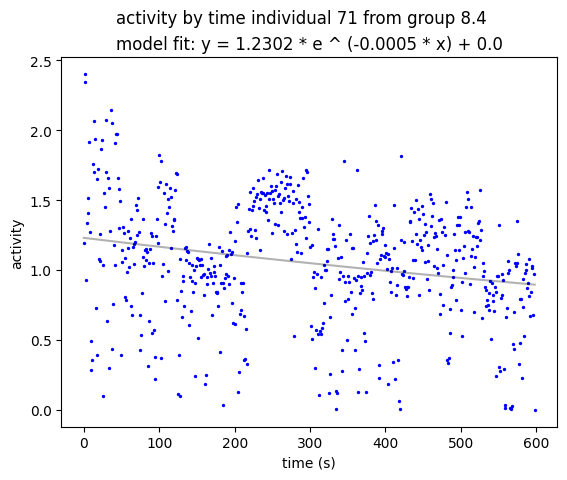 activity by time individual 71 from group 8.4
model fit: y = 1.2302 * e ^ (-0.0005 * x) + 0.0
2.5
2.0
1.5
1.0
0.5
0.0
activity
0 100 200 300 400 500 600
time (s)